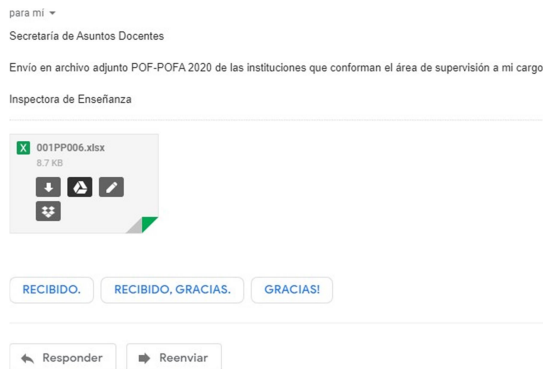 para mí
Secretaría de Asuntos Docentes
Envío en archivo adjunto POF-POFA 2020 de las instituciones que conforman el área de supervisión a mi cargo
Inspectora de Enseñanza
X 001PP006.xlsx
8.7 KB
RECIBIDO. RECIBIDO, GRACIAS. GRACIAS!
Responder Reenviar